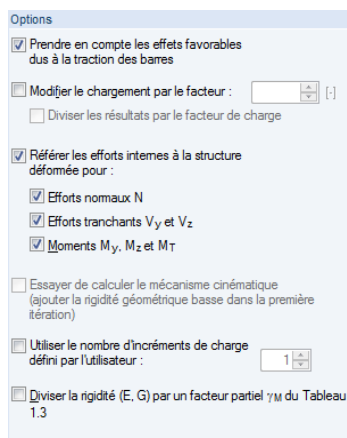 Options
Prendre en compte les effets favorables
dus à la traction des barres
Modifier le chargement par le facteur :
[-]
Diviser les résultats par le facteur de charge
Référer les efforts internes à la structure
déformée pour :
Efforts normaux N
Efforts tranchants Vy et Vz
Moments My, Mz et MT
Essayer de calculer le mécanisme cinématique
(ajouter la rigidité géométrique basse dans la première
itération)
Utiliser le nombre d'incréments de charge
défini par l'utilisateur : 1
Diviser la rigidité (E, G) par un facteur partiel γM du Tableau
1.3